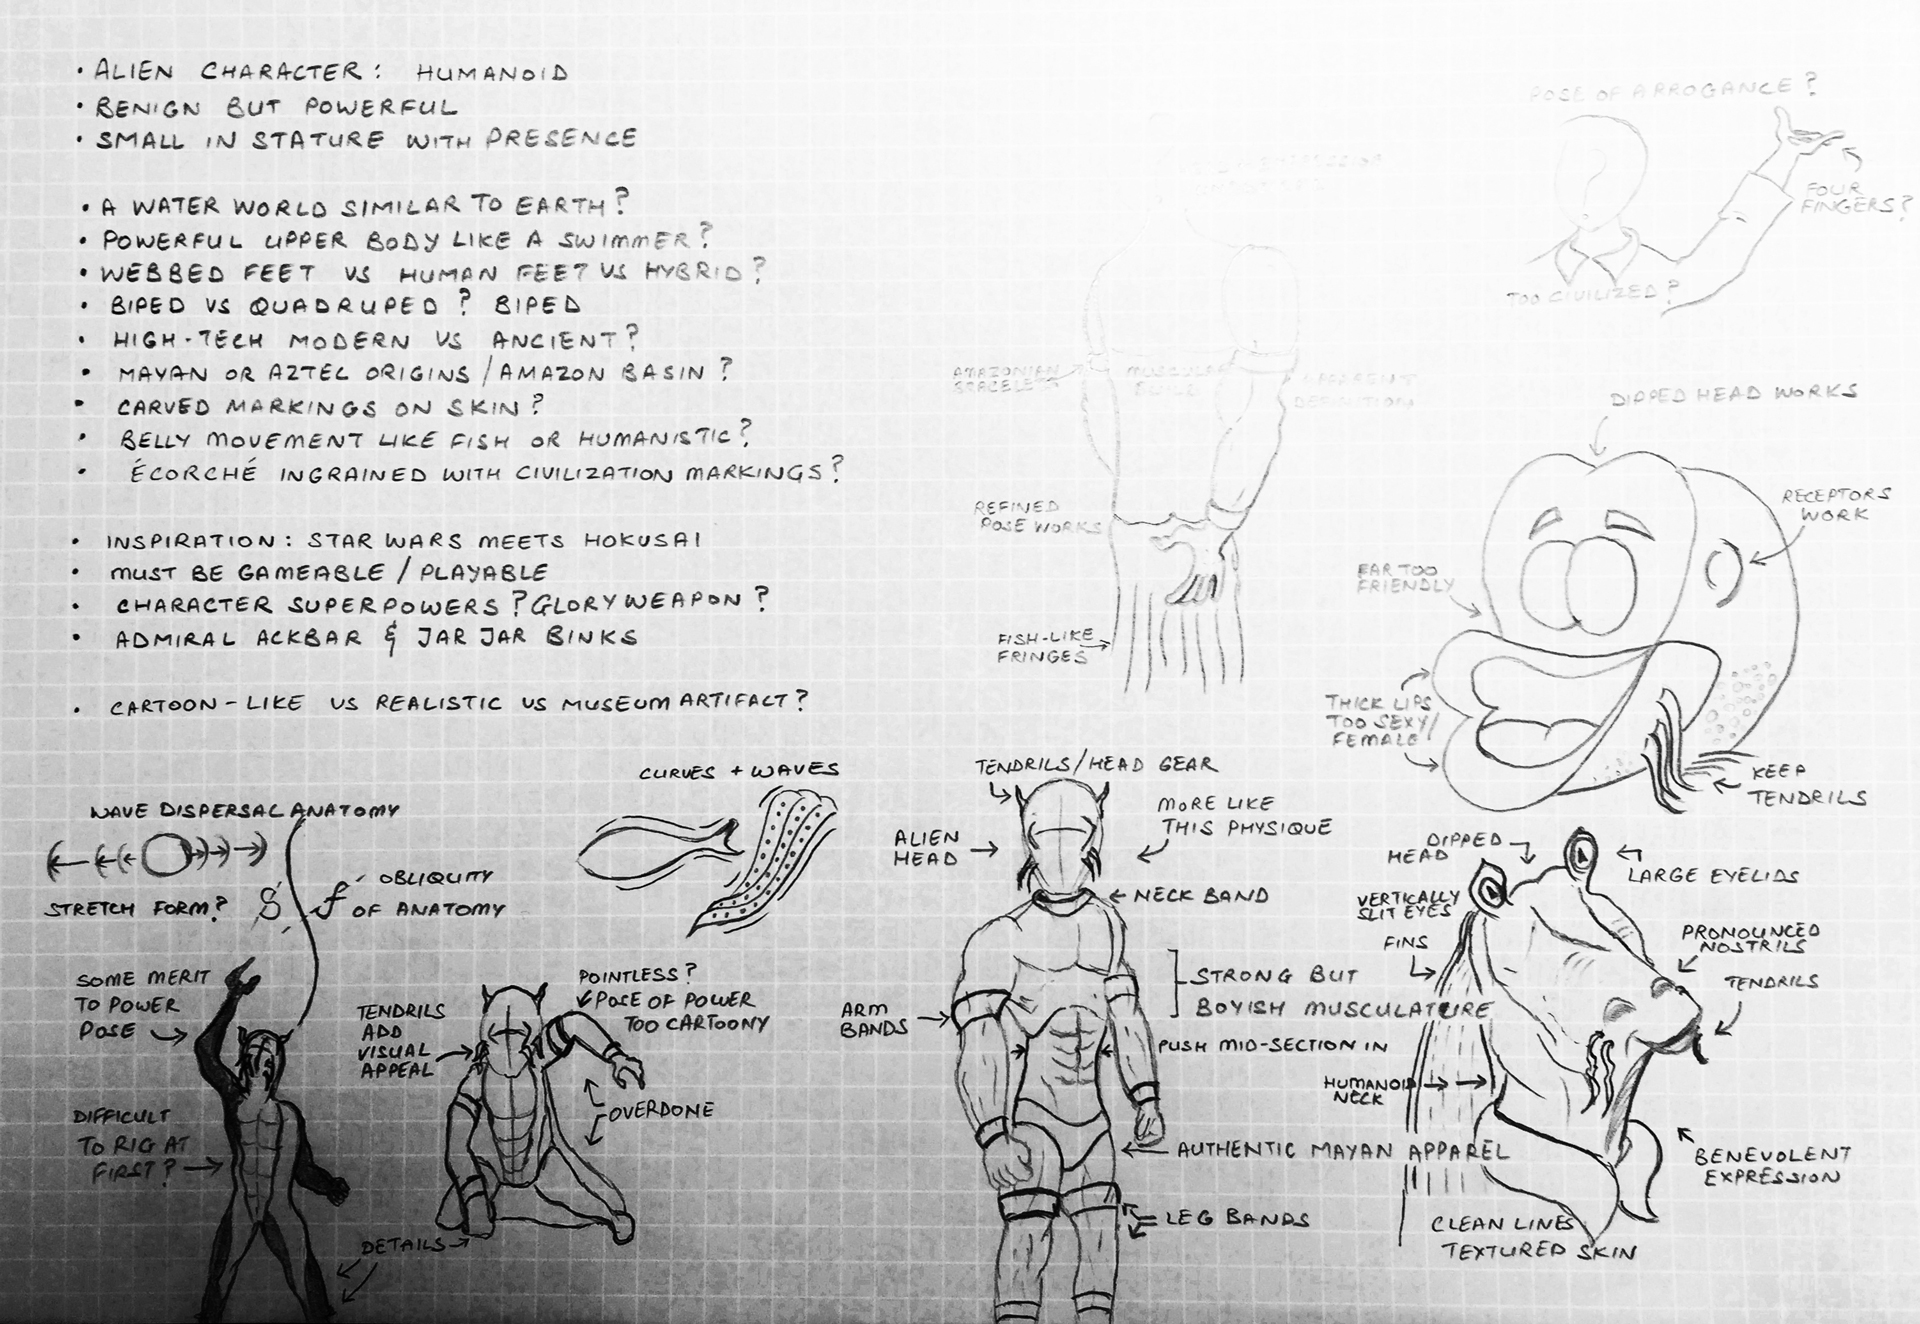 • ALIEN CHARACTER: HUMANOID
• BENIGN BUT POWERFUL
• SMALL IN STATURE WITH PRESENCE
• A WATER WORLD SIMILAR TO EARTH?
• POWERFUL UPPER BODY LIKE A SWIMMER?
• WEBBED FEET VS HUMAN FEET VS HYBRID?
• BIPED VS QUADRUPED? BIPED
• HIGH-TECH MODERN VS ANCIENT?
• MAYAN OR AZTEC ORIGINS / AMAZON BASIN?
• CARVED MARKINGS ON SKIN?
• BELLY MOVEMENT LIKE FISH OR HUMANISTIC?
• ÉCORCHÉ INGRAINED WITH CIVILIZATION MARKINGS?
• INSPIRATION: STAR WARS MEETS HOKUSAI
• MUST BE GAMEABLE / PLAYABLE
• CHARACTER SUPERPOWERS? GLORY WEAPON?
• ADMIRAL ACKBAR & JAR JAR BINKS
• CARTOON-LIKE VS REALISTIC VS MUSEUM ARTIFACT?
POSE OF ARROGANCE?
FOUR
FINGERS?
TOO CIVILIZED?
EXPRESSION
AMAZONIAN
BRACELETS
MUSCULAR
BUILD
APPARENT
DEFINITION
REFINED
POSE WORKS
FISH-LIKE
FRINGES
DIPPED HEAD WORKS
RECEPTORS
WORK
FAR TOO
FRIENDLY
THICK LIPS
TOO SEXY/
FEMALE
KEEP
TENDRILS
WAVE DISPERSAL ANATOMY
STRETCH FORM?
S f
OBLIQUITY
OF ANATOMY
CURVES + WAVES
SOME MERIT
TO POWER
POSE
DIFFICULT
TO RIG AT
FIRST?
DETAILS
TENDRILS
ADD
VISUAL
APPEAL
POINTLESS?
POSE OF POWER
TOO CARTOONY
OVERDONE
TENDRILS/HEAD GEAR
ALIEN
HEAD
MORE LIKE
THIS PHYSIQUE
NECK BAND
ARM
BANDS
STRONG BUT
BOYISH MUSCULATURE
PUSH MID-SECTION IN
AUTHENTIC MAYAN APPAREL
LEG BANDS
DIPPED
HEAD
LARGE EYELIDS
VERTICALLY
SLIT EYES
FINS
PRONOUNCED
NOSTRILS
TENDRILS
HUMANOID
NECK
BENEVOLENT
EXPRESSION
CLEAN LINES
TEXTURED SKIN